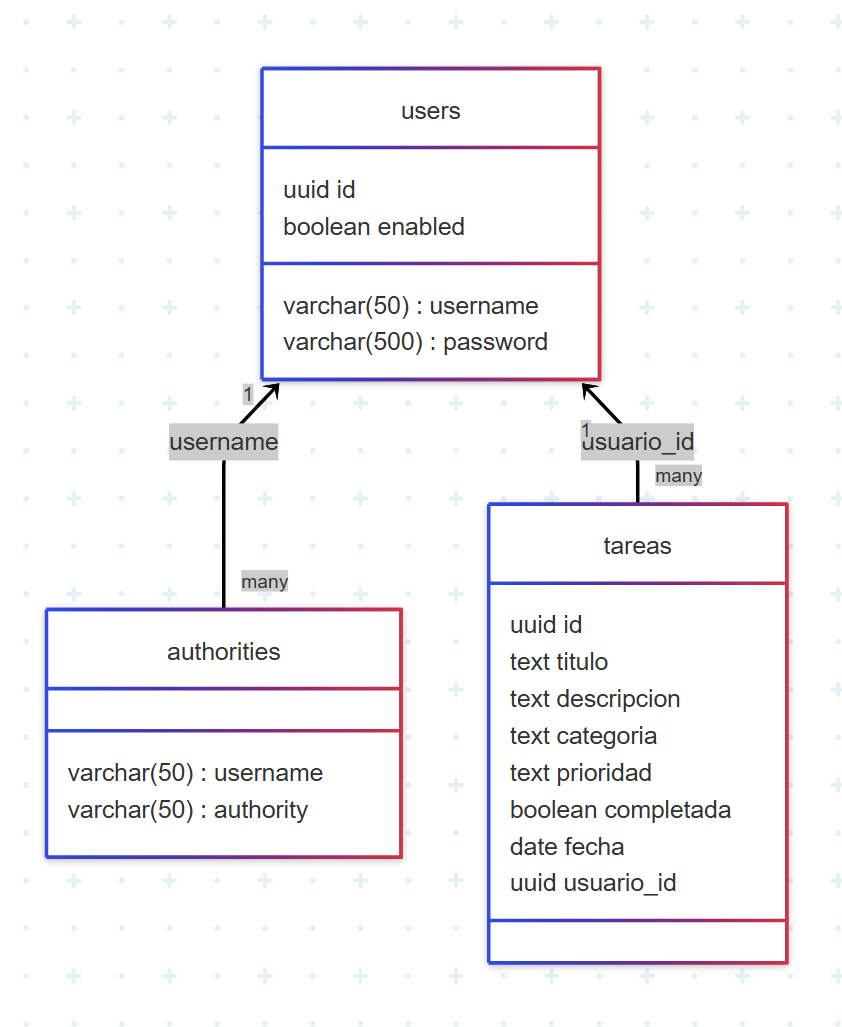 users
uuid id
boolean enabled
varchar(50) : username
varchar(500) : password
1
username
many
1
usuario_id
many
authorities
varchar(50) : username
varchar(50) : authority
tareas
uuid id
text titulo
text descripcion
text categoria
text prioridad
boolean completada
date fecha
uuid usuario_id